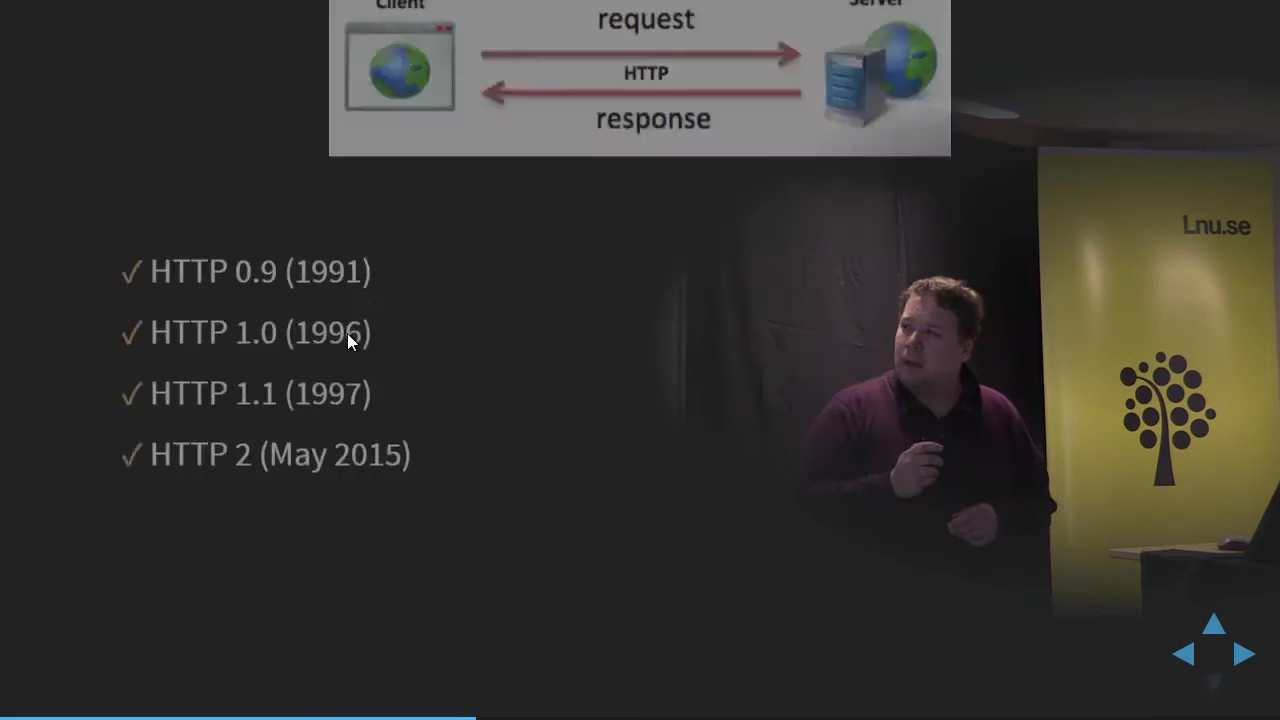 Client
Server
request
HTTP
response
Lnu.se
✓ HTTP 0.9 (1991)
✓ HTTP 1.0 (1996)
✓ HTTP 1.1 (1997)
✓ HTTP 2 (May 2015)